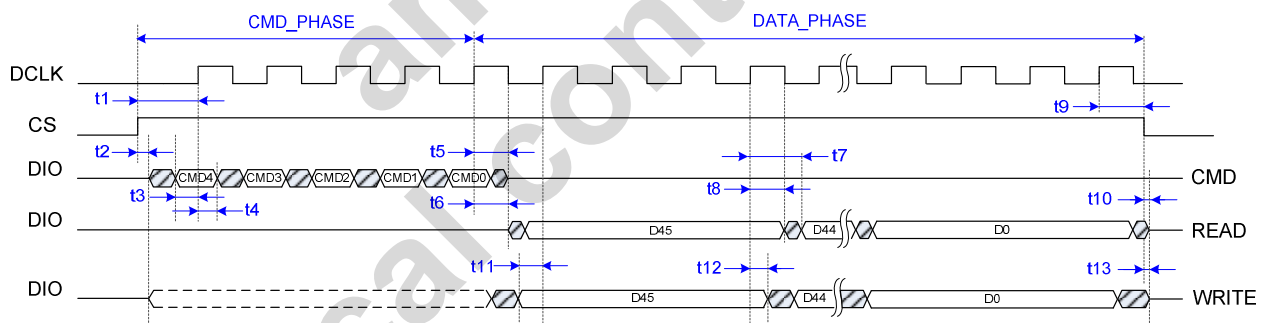 CMD_PHASE DATA_PHASE
DCLK
t1 t9
CS
t2 t5 t7
DIO CMD4 CMD3 CMD2 CMD1 CMD0 CMD
t8
t3 t4 t6 t10
DIO D45 D44 D0 READ
t11 t12 t13
DIO D45 D44 D0 WRITE